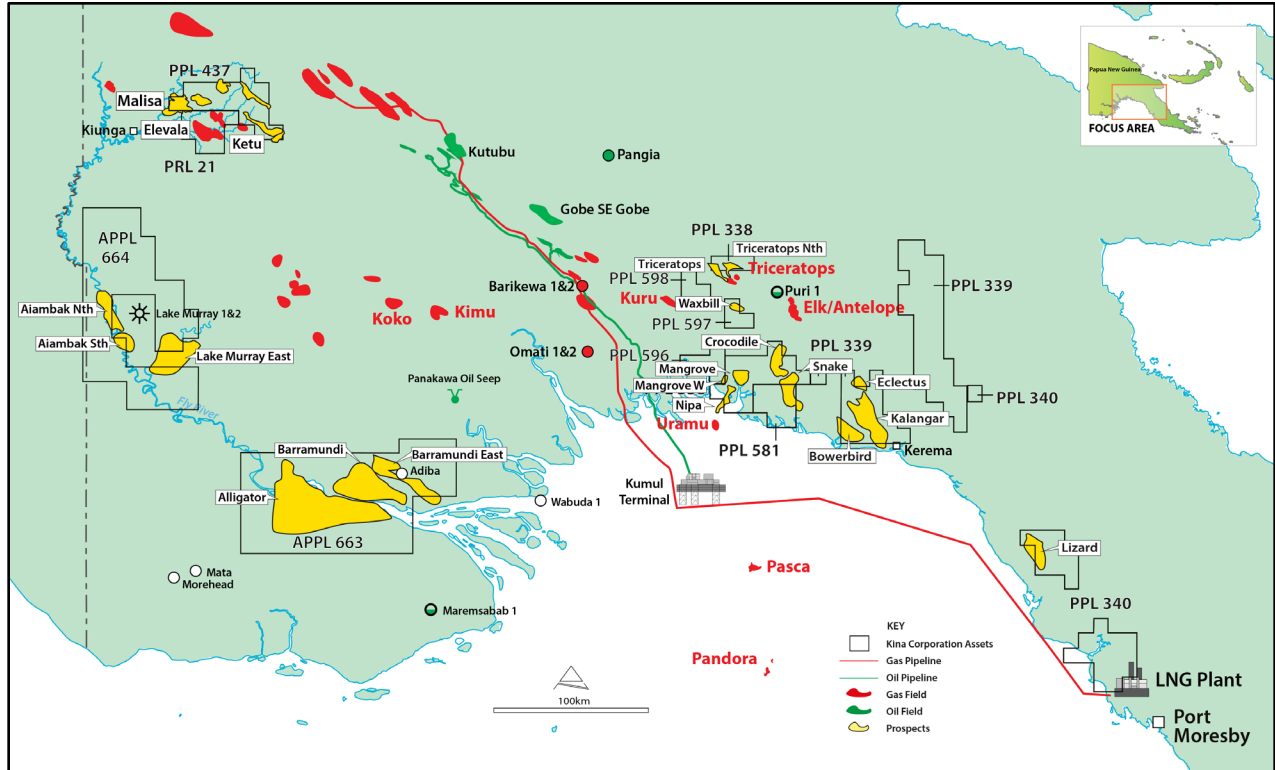 PPL 437
Malisa
Kiunga
Elevala
Ketu
PRL 21
Kutubu
Pangia
Gobe SE Gobe
Papua New Guinea
FOCUS AREA
APPL
664
Aiambak Nth
Lake Murray 1&2
Aiambak Sth
Lake Murray East
Fly River
Koko
Kimu
Barikewa 1&2
Omati 1&2
Panakawa Oil Seep
PPL 338
Triceratops Nth
Triceratops
Triceratops
PPL 598
Kuru
Waxbill
PPL 597
Puri 1
Elk/Antelope
PPL 339
PPL 596
Crocodile
PPL 339
Mangrove
Snake
Mangrove W
Eclectus
Nipa
PPL 340
Kalangar
Uramu
PPL 581
Bowerbird
Kerema
Barramundi
Barramundi East
Adiba
Alligator
APPL 663
Wabuda 1
Kumul
Terminal
Mata
Morehead
Maremsabab 1
Pasca
Pandora
Lizard
PPL 340
LNG Plant
Port
Moresby
100km
KEY
Kina Corporation Assets
Gas Pipeline
Oil Pipeline
Gas Field
Oil Field
Prospects